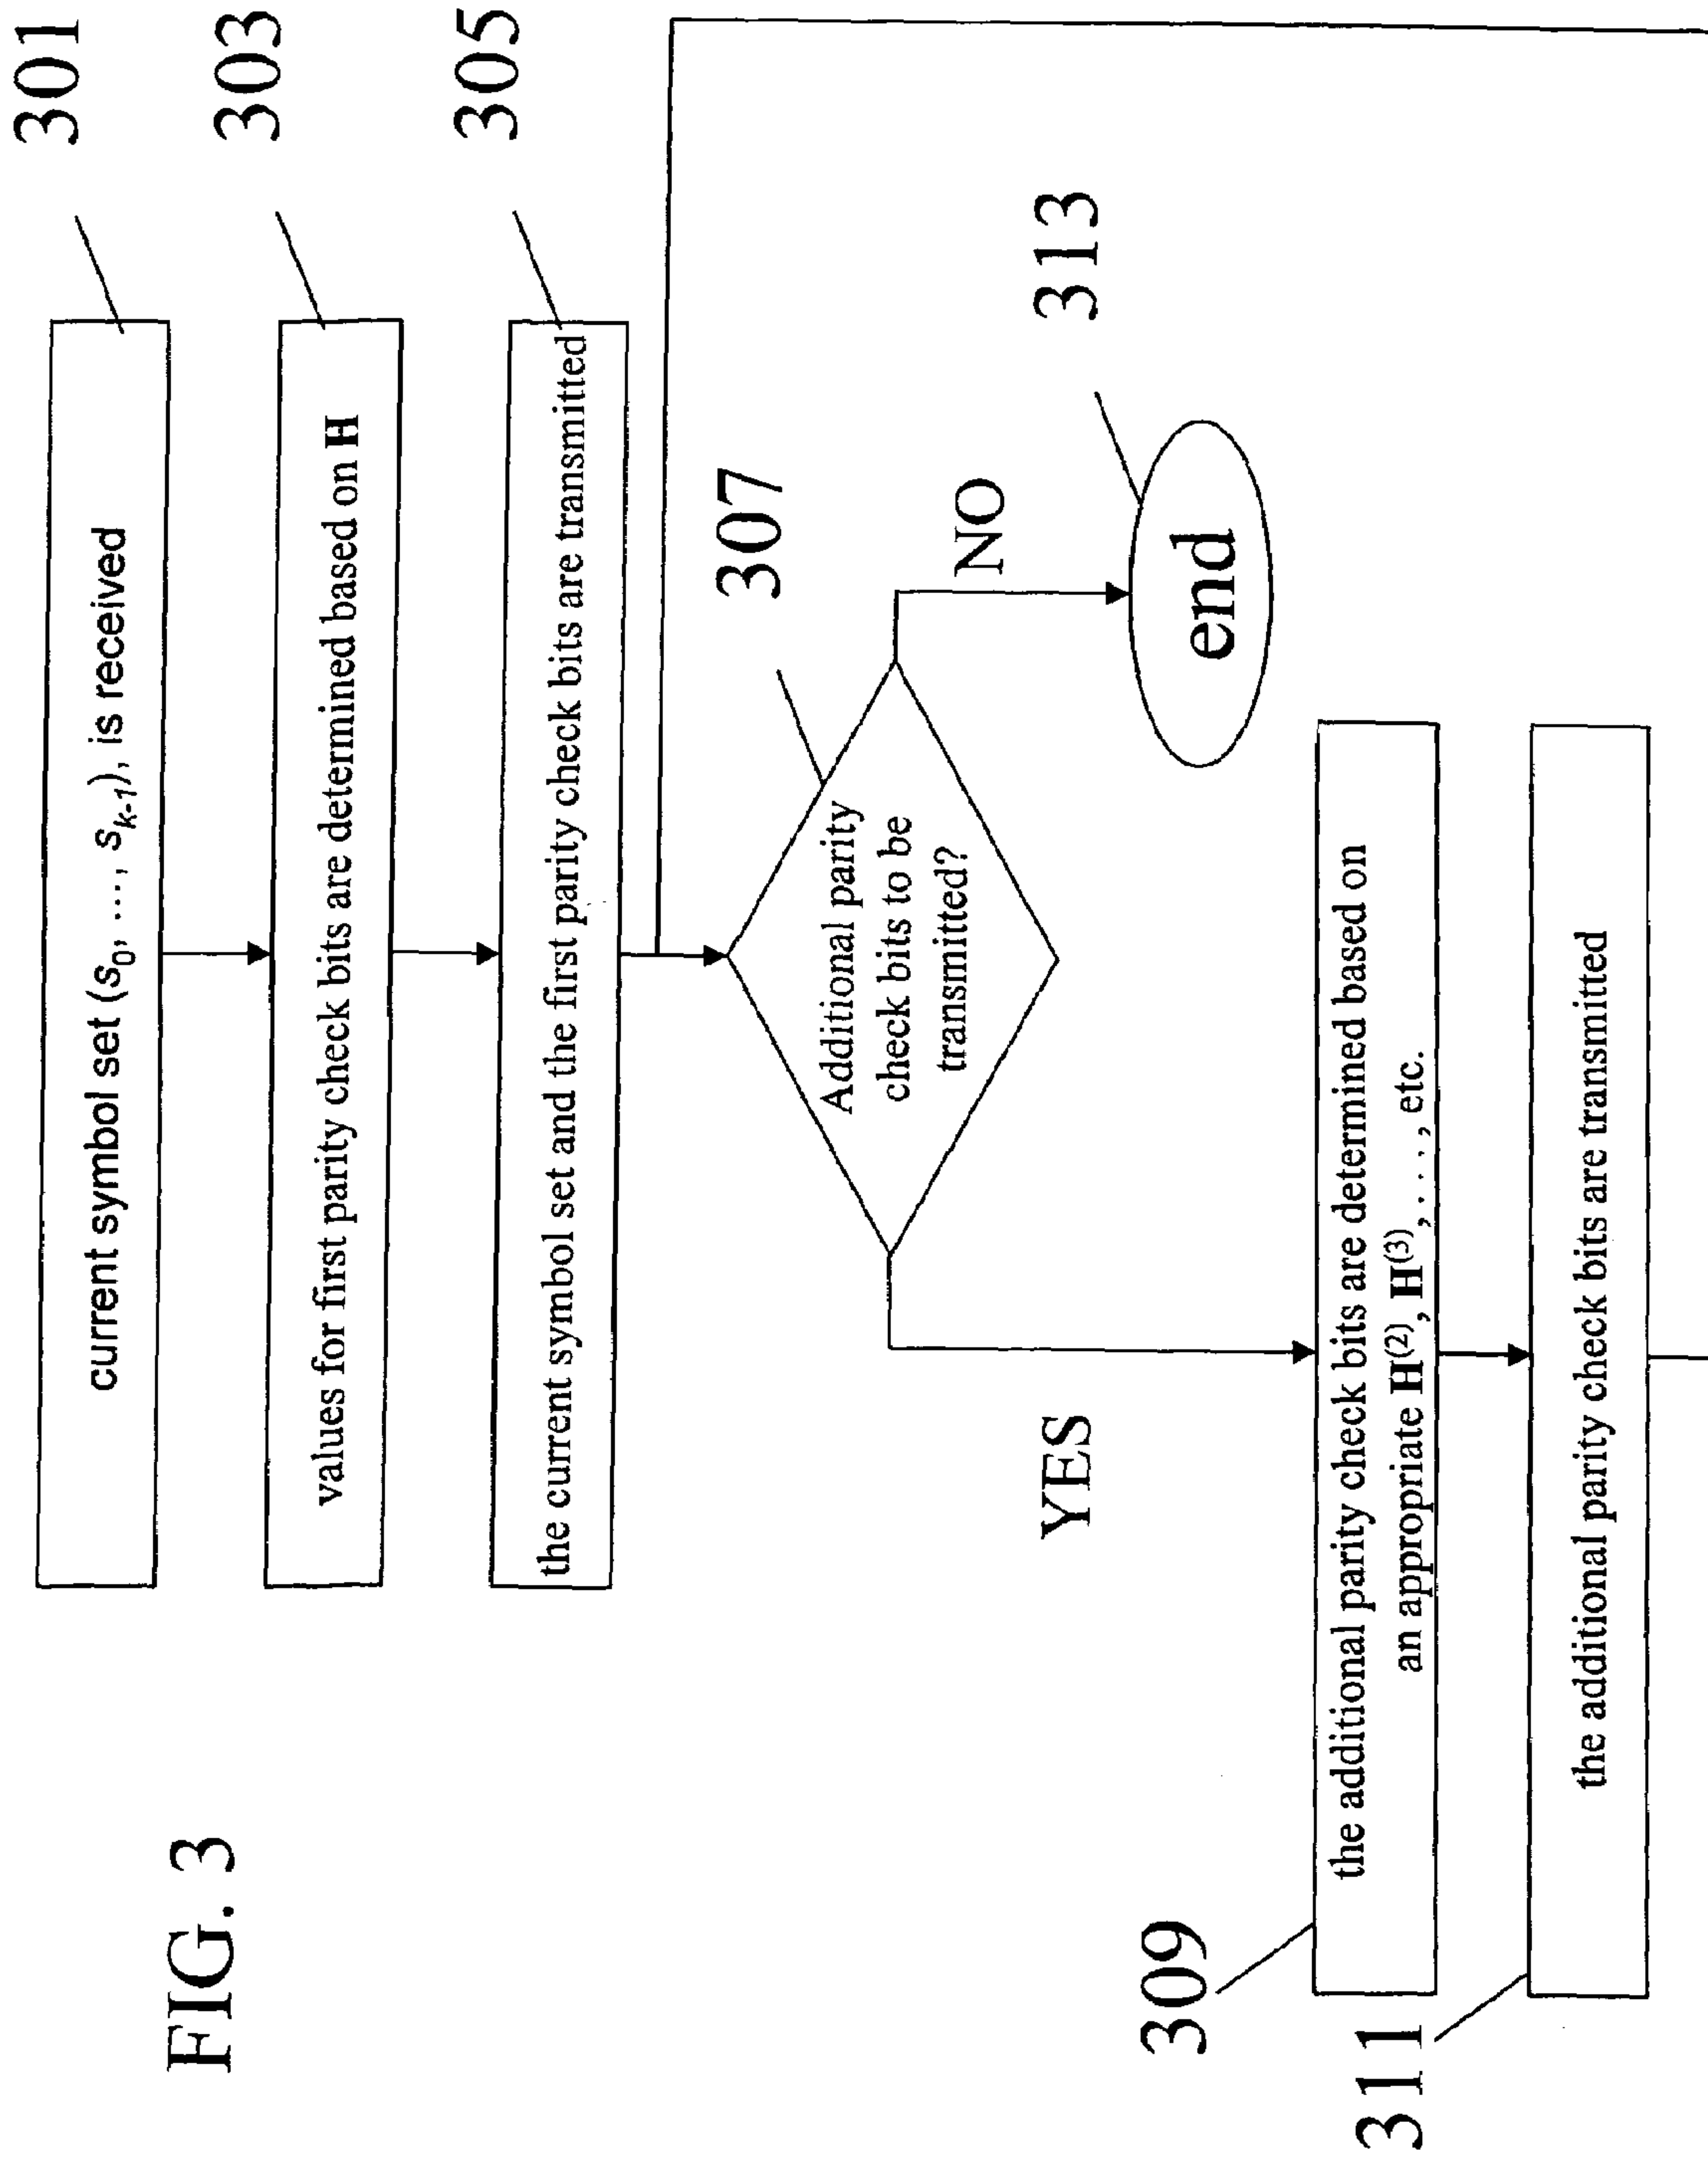 FIG. 3
current symbol set (s0, ..., sk-1), is received
301
values for first parity check bits are determined based on H
303
the current symbol set and the first parity check bits are transmitted
305
307
Additional parity
check bits to be
transmitted?
YES
NO
313
end
309
the additional parity check bits are determined based on
an appropriate H(2), H(3), . . . , etc.
311
the additional parity check bits are transmitted